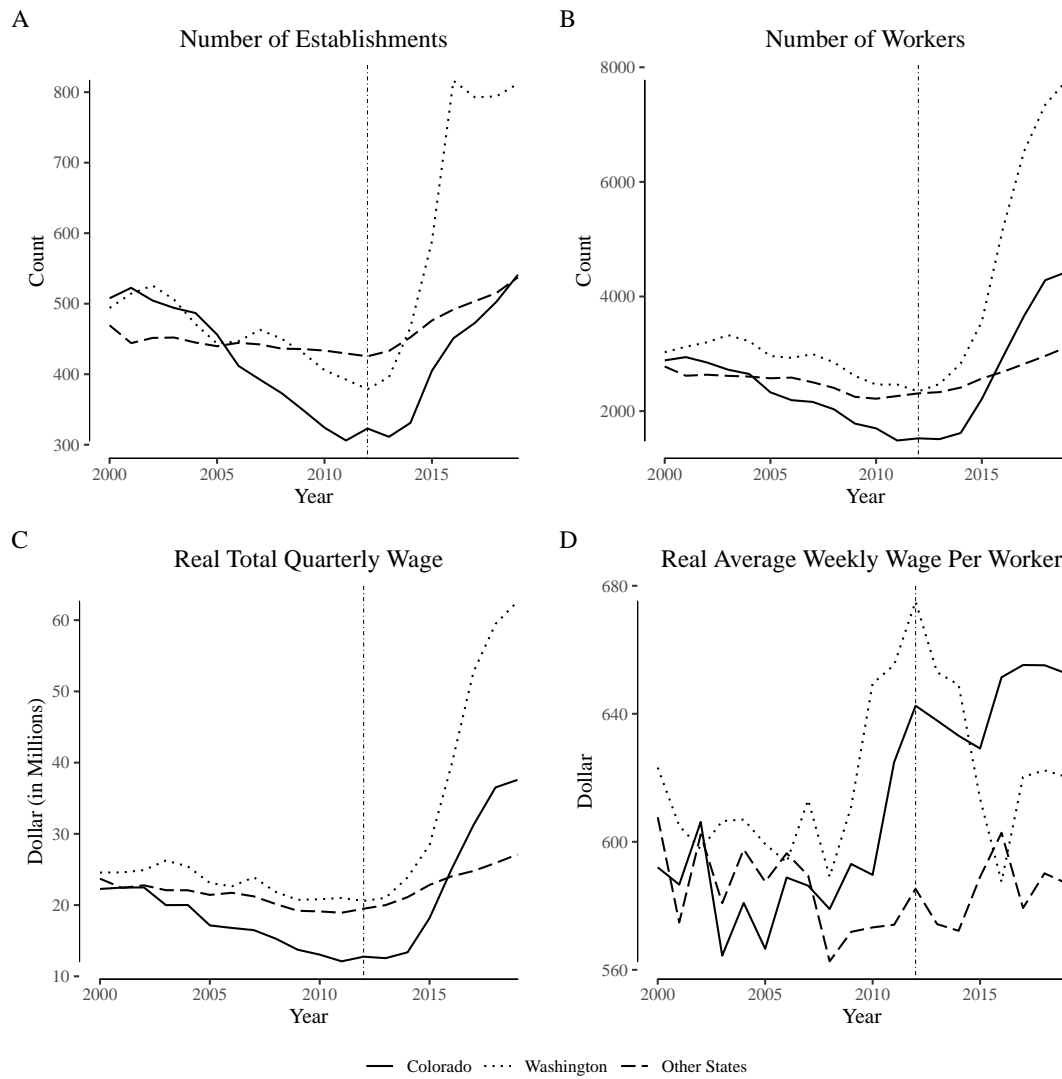 A
Number of Establishments
Count
800
700
600
500
400
300
2000 2005 2010 2015
Year
B
Number of Workers
Count
8000
6000
4000
2000
2000 2005 2010 2015
Year
C
Real Total Quarterly Wage
Dollar (in Millions)
60
50
40
30
20
10
2000 2005 2010 2015
Year
D
Real Average Weekly Wage Per Worker
Dollar
680
640
600
560
2000 2005 2010 2015
Year
Colorado Washington Other States